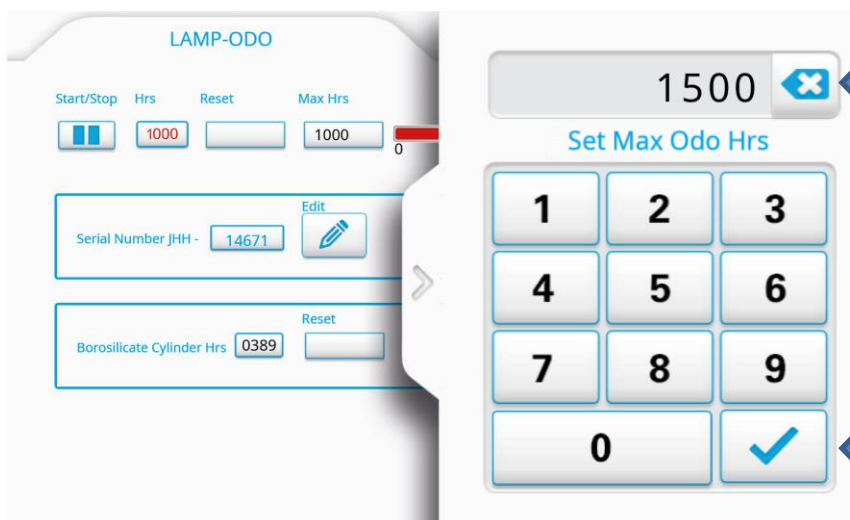 LAMP-ODO
Start/Stop Hrs Reset Max Hrs
1000 1000
0
Edit
Serial Number JHH - 14671
Reset
Borosilicate Cylinder Hrs 0389
1500
Set Max Odo Hrs
1 2 3
4 5 6
7 8 9
0